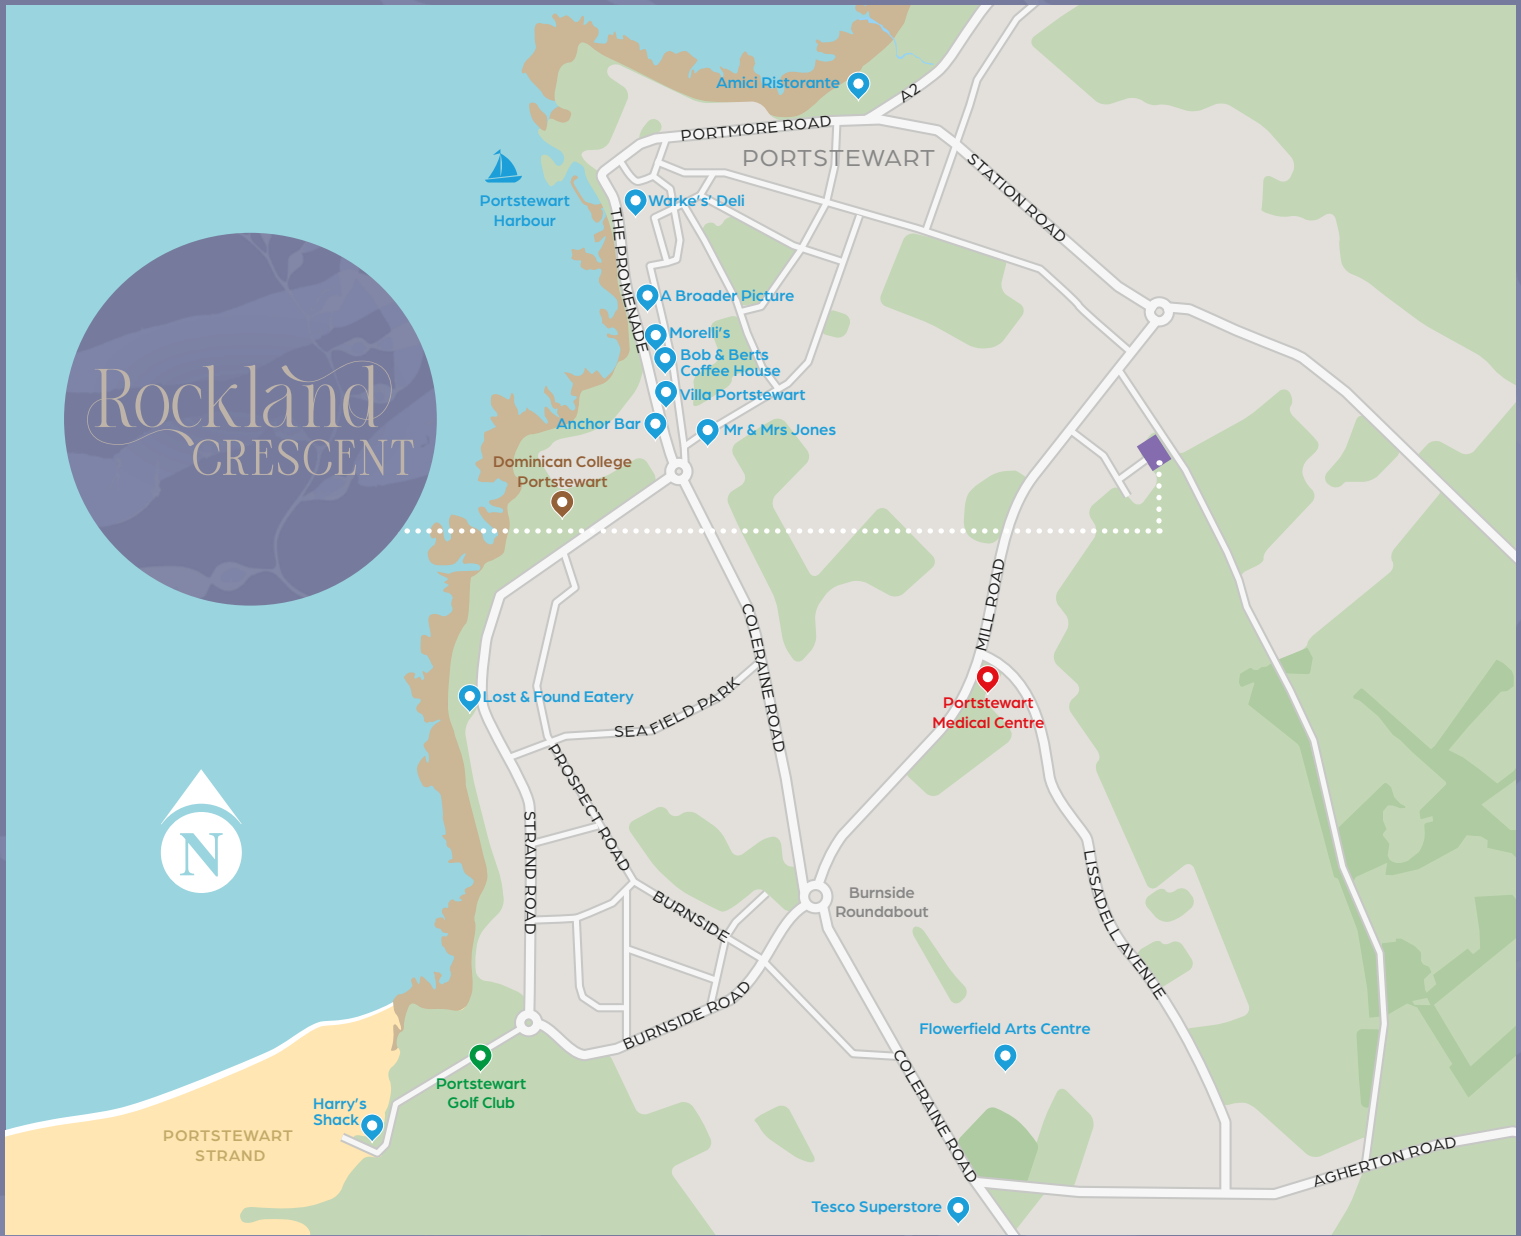 Amici Ristorante
A2
PORTMORE ROAD
PORTSTEWART
STATION ROAD
Portstewart
Harbour
Warke's' Deli
THE PROMENADE
A Broader Picture
Morelli's
Bob & Berts
Coffee House
Villa Portstewart
Anchor Bar
Mr & Mrs Jones
Rockland
CRESCENT
Dominican College
Portstewart
MILL ROAD
COLERAINE ROAD
Portstewart
Medical Centre
Lost & Found Eatery
SEAFIELD PARK
PROSPECT ROAD
STRAND ROAD
N
BURNSIDE
Burnside
Roundabout
LISSADELL AVENUE
BURNSIDE ROAD
Flowerfield Arts Centre
COLERAINE ROAD
Portstewart
Golf Club
Harry's
Shack
PORTSTEWART
STRAND
AGHERTON ROAD
Tesco Superstore